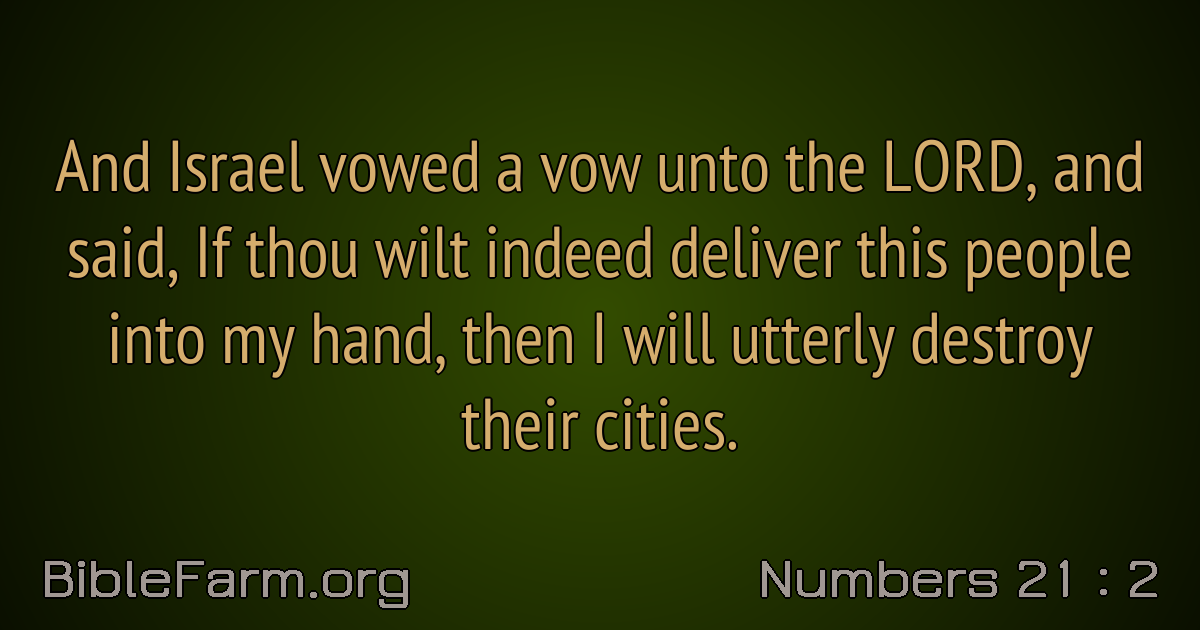 And Israel vowed a vow unto the LORD, and
said, If thou wilt indeed deliver this people
into my hand, then I will utterly destroy
their cities.
BibleFarm.org
Numbers 21 : 2